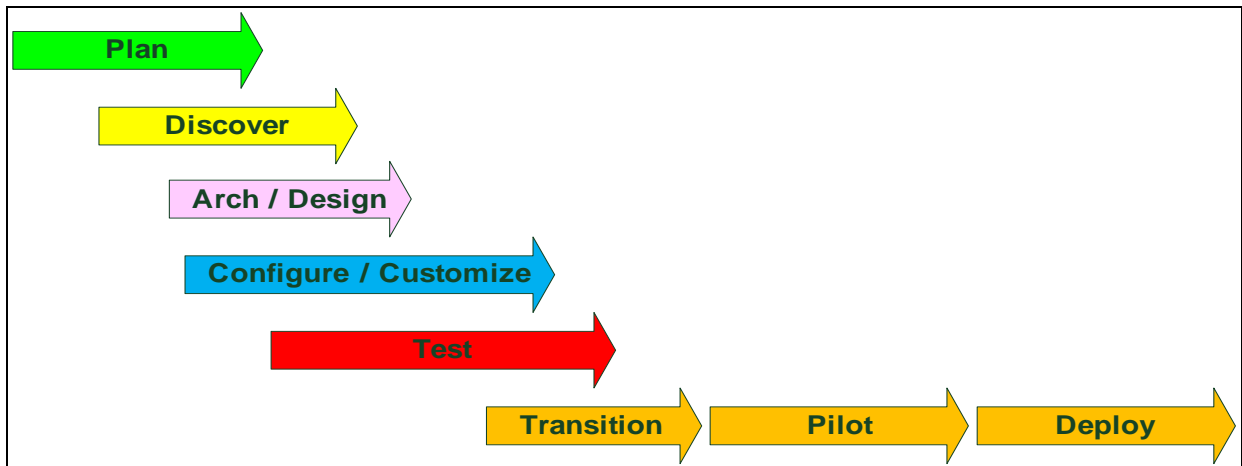 Plan
Discover
Arch / Design
Configure / Customize
Test
Transition
Pilot
Deploy